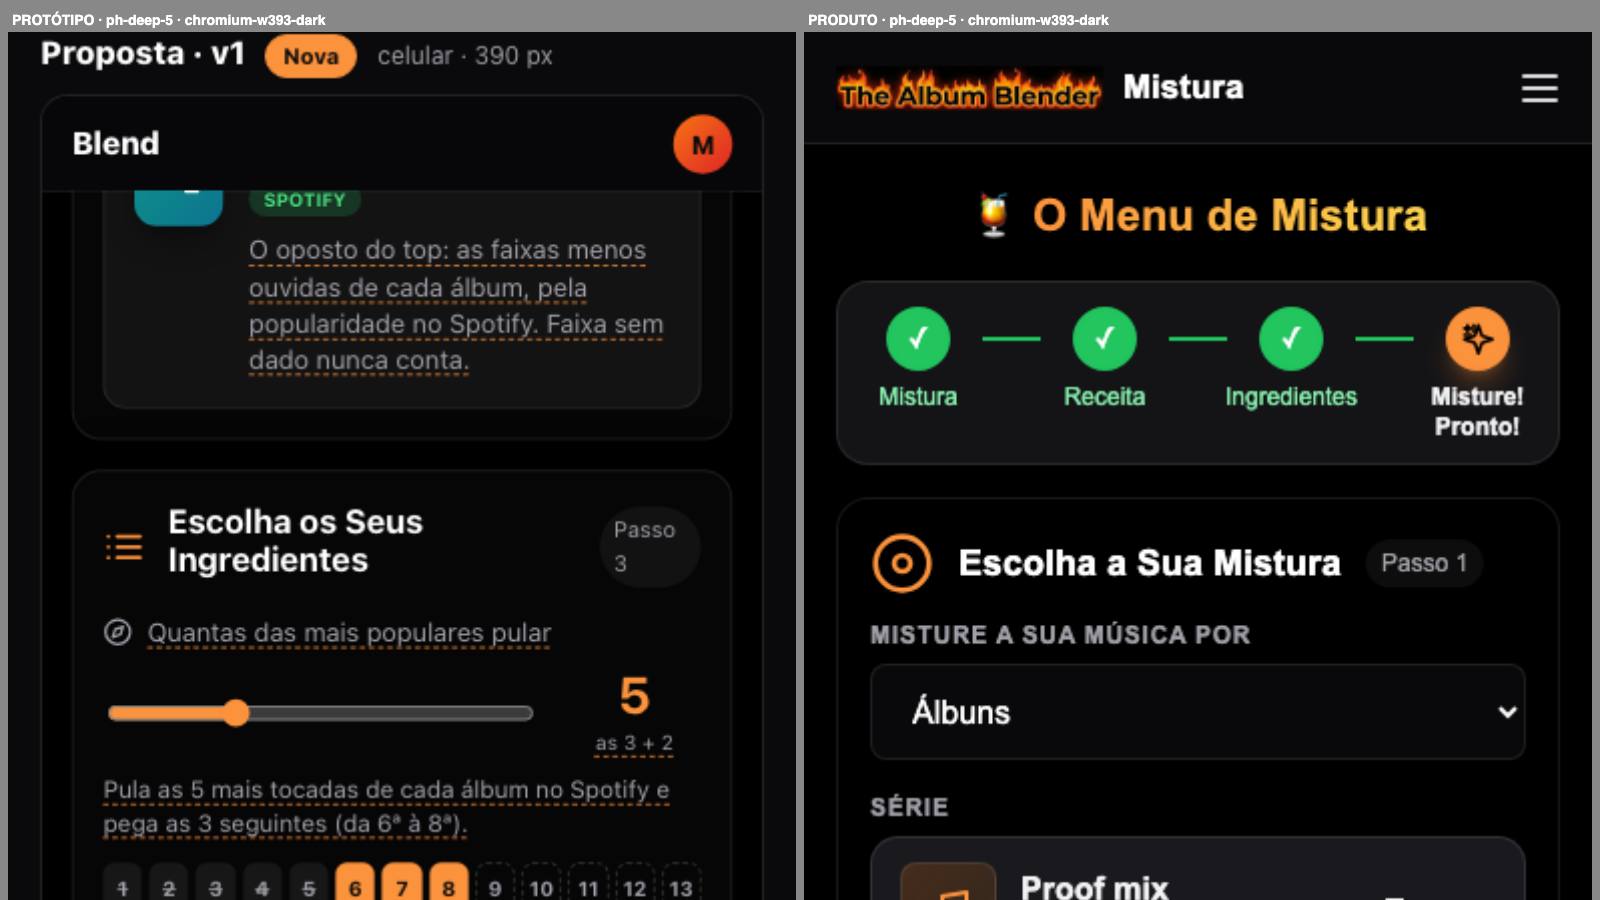 PROTÓTIPO · ph-deep-5 · chromium-w393-dark
Proposta · v1 Nova celular · 390 px
Blend M
SPOTIFY
O oposto do top: as faixas menos
ouvidas de cada álbum, pela
popularidade no Spotify. Faixa sem
dado nunca conta.
Escolha os Seus
Ingredientes
Passo
3
Quantas das mais populares pular
5
as 3 + 2
Pula as 5 mais tocadas de cada álbum no Spotify e
pega as 3 seguintes (da 6ª à 8ª).
1 2 3 4 5 6 7 8 9 10 11 12 13
PRODUTO · ph-deep-5 · chromium-w393-dark
The Album Blender Mistura
O Menu de Mistura
Mistura Receita Ingredientes Misture!
Pronto!
Escolha a Sua Mistura Passo 1
MISTURE A SUA MÚSICA POR
Álbuns
SÉRIE
Proof mix